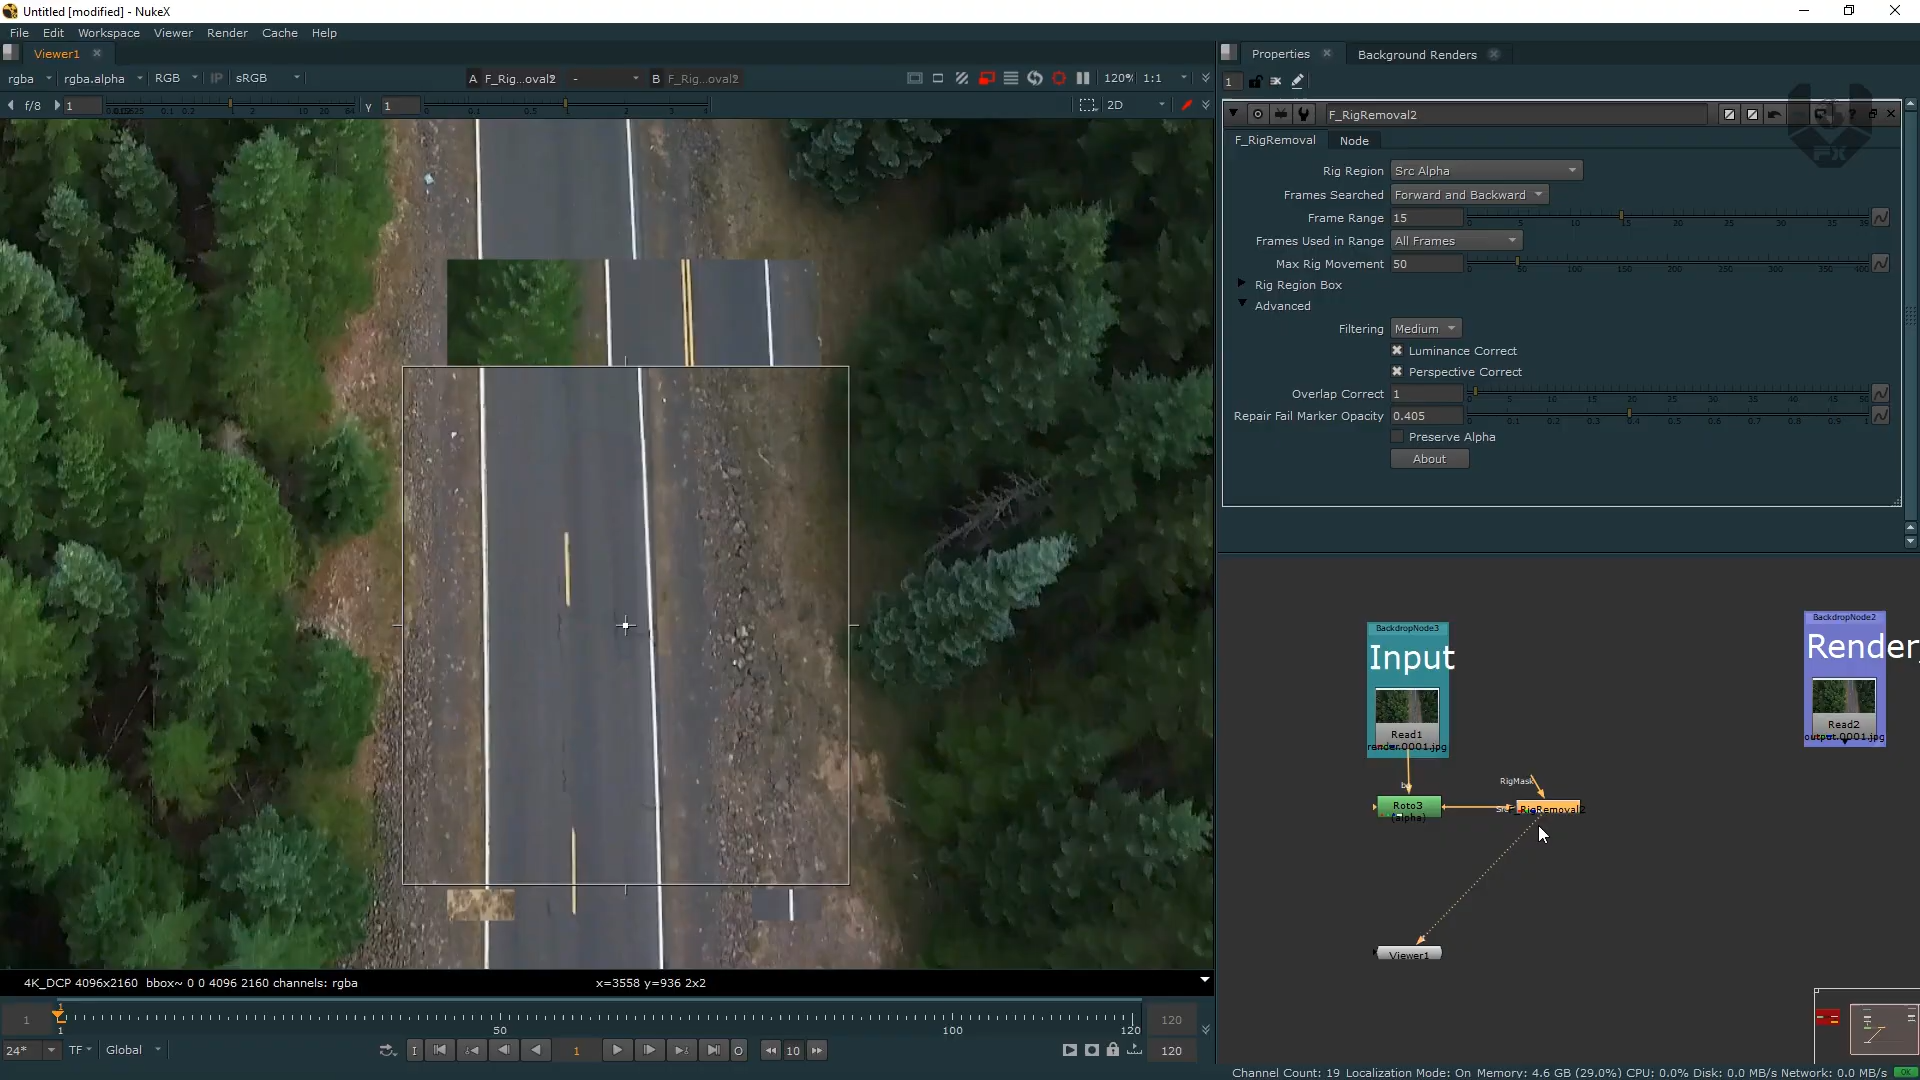 Untitled [modified] - NukeX
File Edit Workspace Viewer Render Cache Help
Viewer1
Properties
Background Renders
rgba rgba.alpha RGB IP sRGB A F_Rig...oval2 - B F_Rig...oval2 120% 1:1
f/8 1 γ 1 2D
1
F_RigRemoval2
F_RigRemoval Node
Rig Region Src Alpha
Frames Searched Forward and Backward
Frame Range 15
Frames Used in Range All Frames
Max Rig Movement 50
Rig Region Box
Advanced
Filtering Medium
Luminance Correct
Perspective Correct
Overlap Correct 1
Repair Fail Marker Opacity 0.405
Preserve Alpha
About
BackdropNode3
Input
Read1
render.0001.jpg
BackdropNode2
Render_
Read2
output.0001.jpg
RigMask
Roto3
(alpha)
F_RigRemoval2
Viewer1
4K_DCP 4096x2160 bbox~ 0 0 4096 2160 channels: rgba x=3558 y=936 2x2
1 1 50 100 120 120
24* TF Global I 1 O 10 120
Channel Count: 19 Localization Mode: On Memory: 4.6 GB (29.0%) CPU: 0.0% Disk: 0.0 MB/s Network: 0.0 MB/s OK